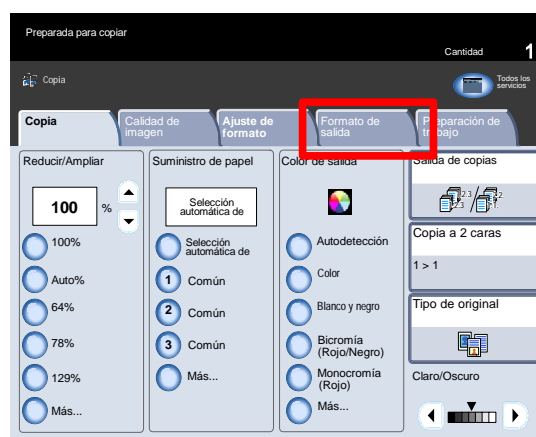 Preparada para copiar
Cantidad 1
Copia
Todos los
servicios
Copia
Calidad de
imagen
Ajuste de
formato
Formato de
salida
Preparación de
trabajo
Reducir/Ampliar
100 %
100%
Auto%
64%
78%
129%
Más...
Suministro de papel
Selección
automática de
Selección
automática de
1 Común
2 Común
3 Común
Más...
Color de salida
Autodetección
Color
Blanco y negro
Bicromía
(Rojo/Negro)
Monocromía
(Rojo)
Más...
Salida de copias
Copia a 2 caras
1 > 1
Tipo de original
Claro/Oscuro